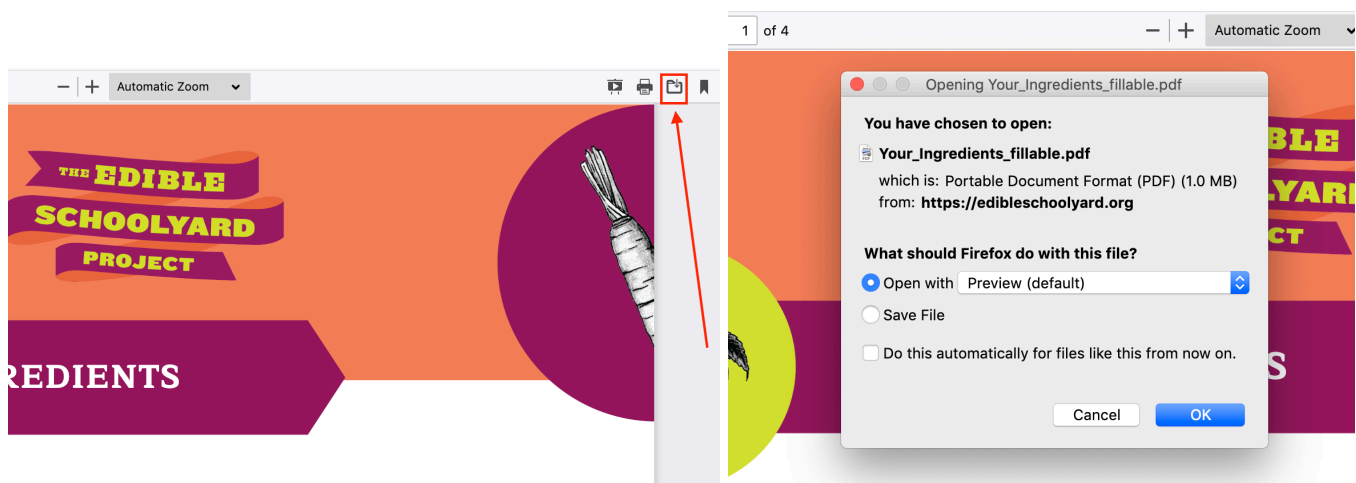 Automatic Zoom
THE EDIBLE
SCHOOLYARD
PROJECT
REDIENTS
1 of 4
Automatic Zoom
Opening Your_Ingredients_fillable.pdf
You have chosen to open:
Your_Ingredients_fillable.pdf
which is: Portable Document Format (PDF) (1.0 MB)
from: https://edibleschoolyard.org
What should Firefox do with this file?
Open with Preview (default)
Save File
Do this automatically for files like this from now on.
Cancel OK
BLE
YARD
CT
S